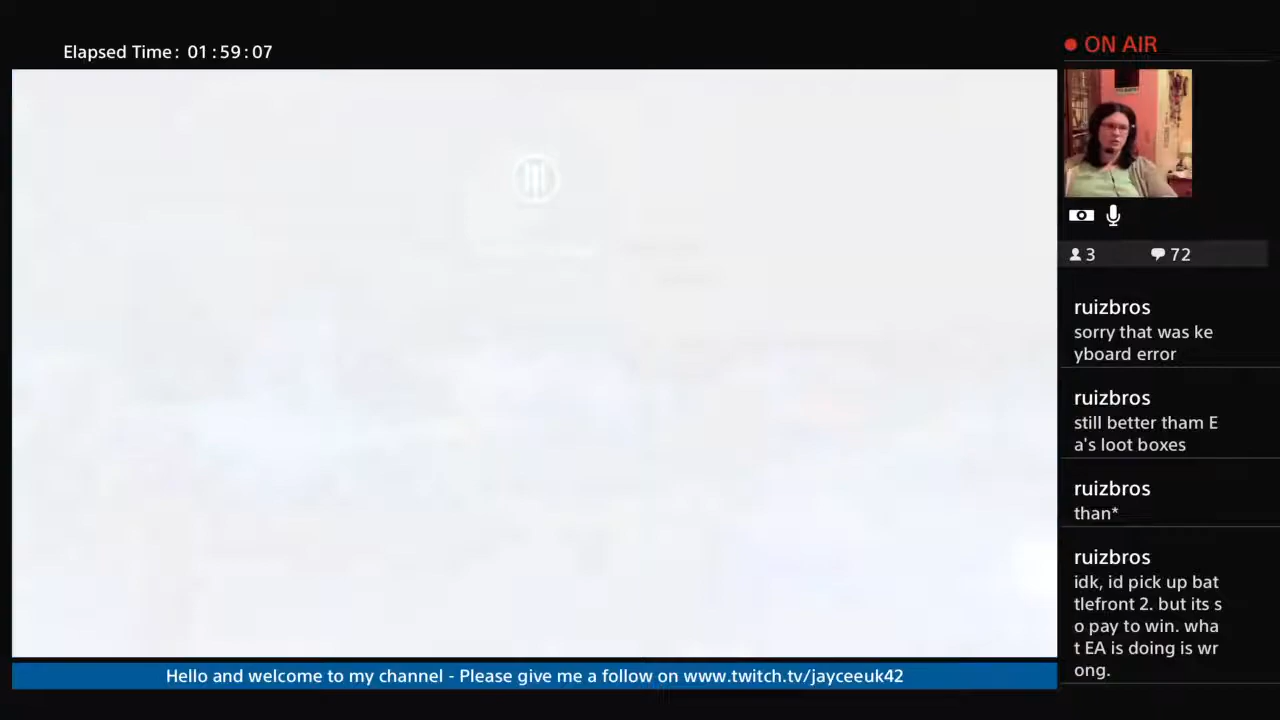 Elapsed Time: 01:59:07
ON AIR
3 72
ruizbros
sorry that was ke
yboard error
ruizbros
still better tham E
a's loot boxes
ruizbros
than*
ruizbros
idk, id pick up bat
tlefront 2. but its s
o pay to win. wha
t EA is doing is wr
ong.
Hello and welcome to my channel - Please give me a follow on www.twitch.tv/jayceeuk42